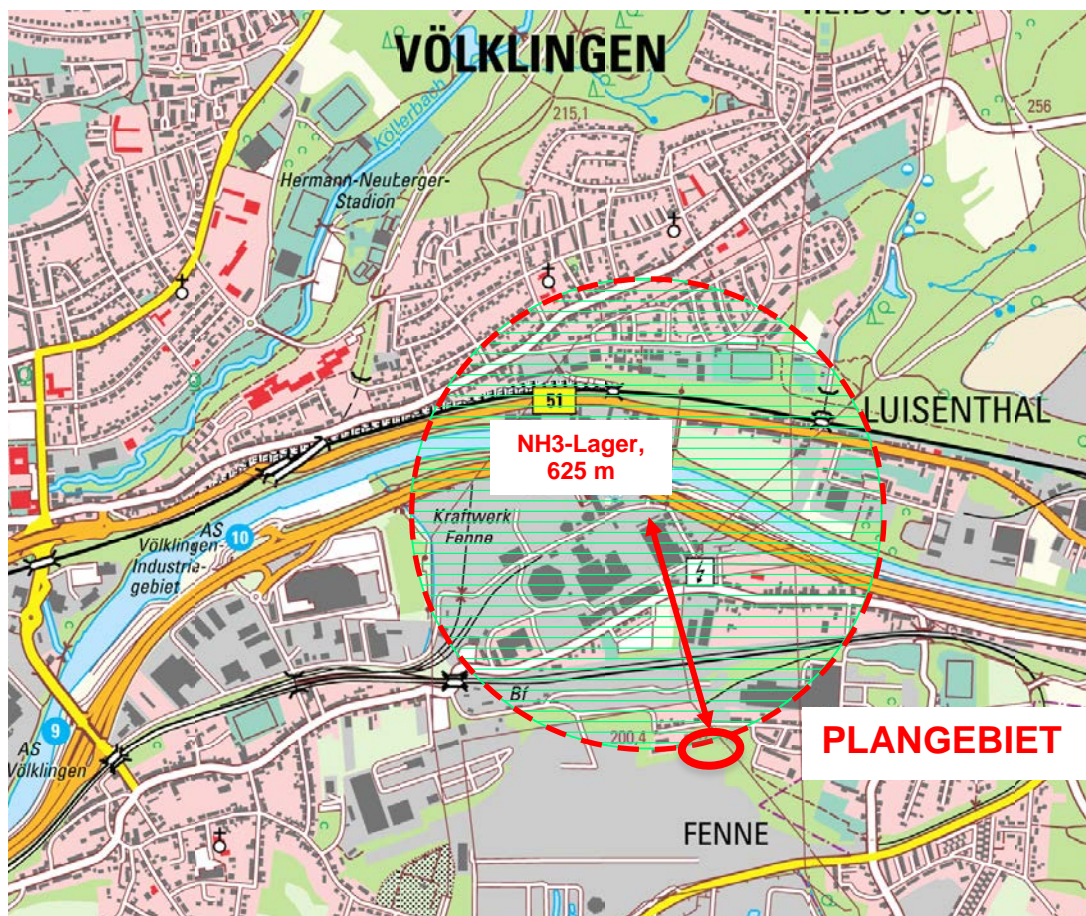 VÖLKLINGEN
Köllerbach
215,1
256
Hermann-Neuberger-
Stadion
51
LUISENTHAL
NH3-Lager,
625 m
Kraftwerk
Fenne
AS
Völklingen-
Industrie-
gebiet
10
Bf
200,4
PLANGEBIET
9
AS
Völklingen
FENNE